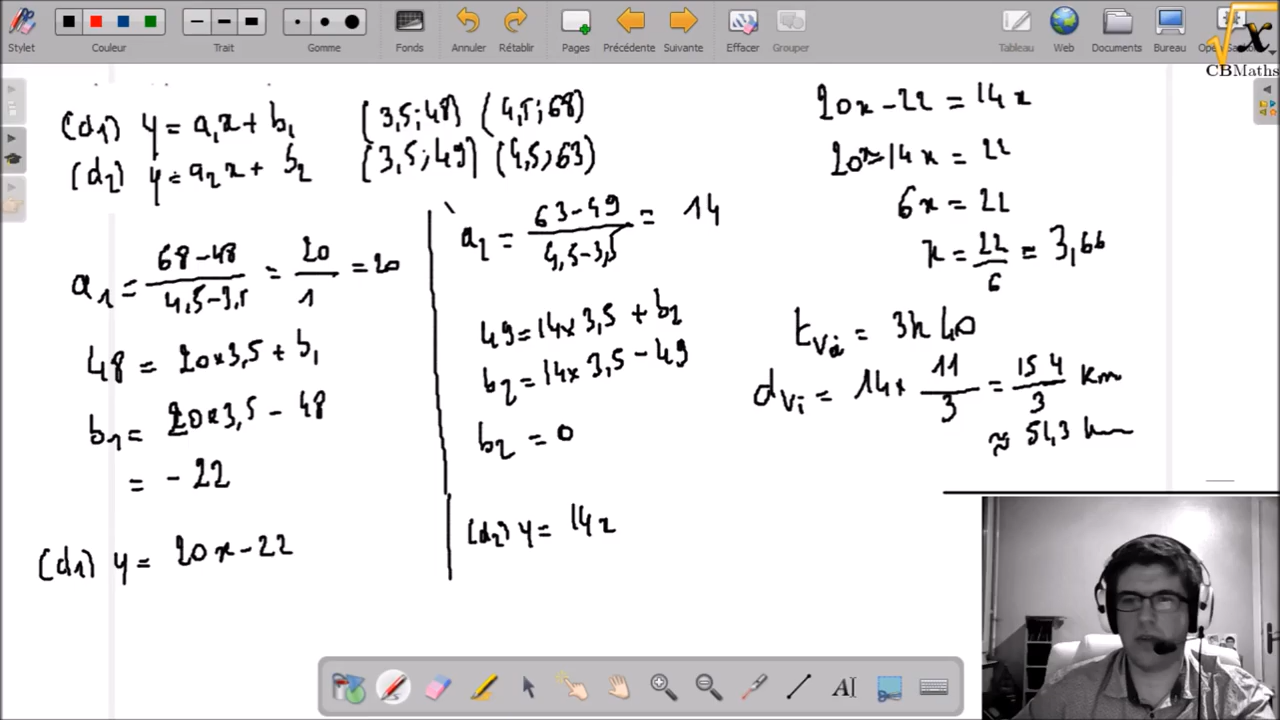 Stylet
Couleur
Trait
Gomme
Fonds
Annuler
Rétablir
Pages
Précédente
Suivante
Effacer
Grouper
Tableau
Web
Documents
Bureau
CBMaths
(d1) y = a1x + b1 (3,5;48) (4,5;68)
(d2) y = a2x + b2 (3,5;49) (4,5;63)
a1 = 68-48 / 4,5-3,5 = 20 / 1 = 20
48 = 20×3,5 + b1
b1 = 20×3,5 - 48
= -22
(d1) y = 20x-22
a2 = 63-49 / 4,5-3,5 = 14
49=14×3,5 + b2
b2=14×3,5 - 49
b2 = 0
(d2) y = 14x
20x-22 = 14x
20x-14x = 22
6x = 22
x = 22 / 6 = 3,66
tvi = 3h 40
dvi = 14× 11 / 3 = 154 / 3 km
≈ 51,3 km